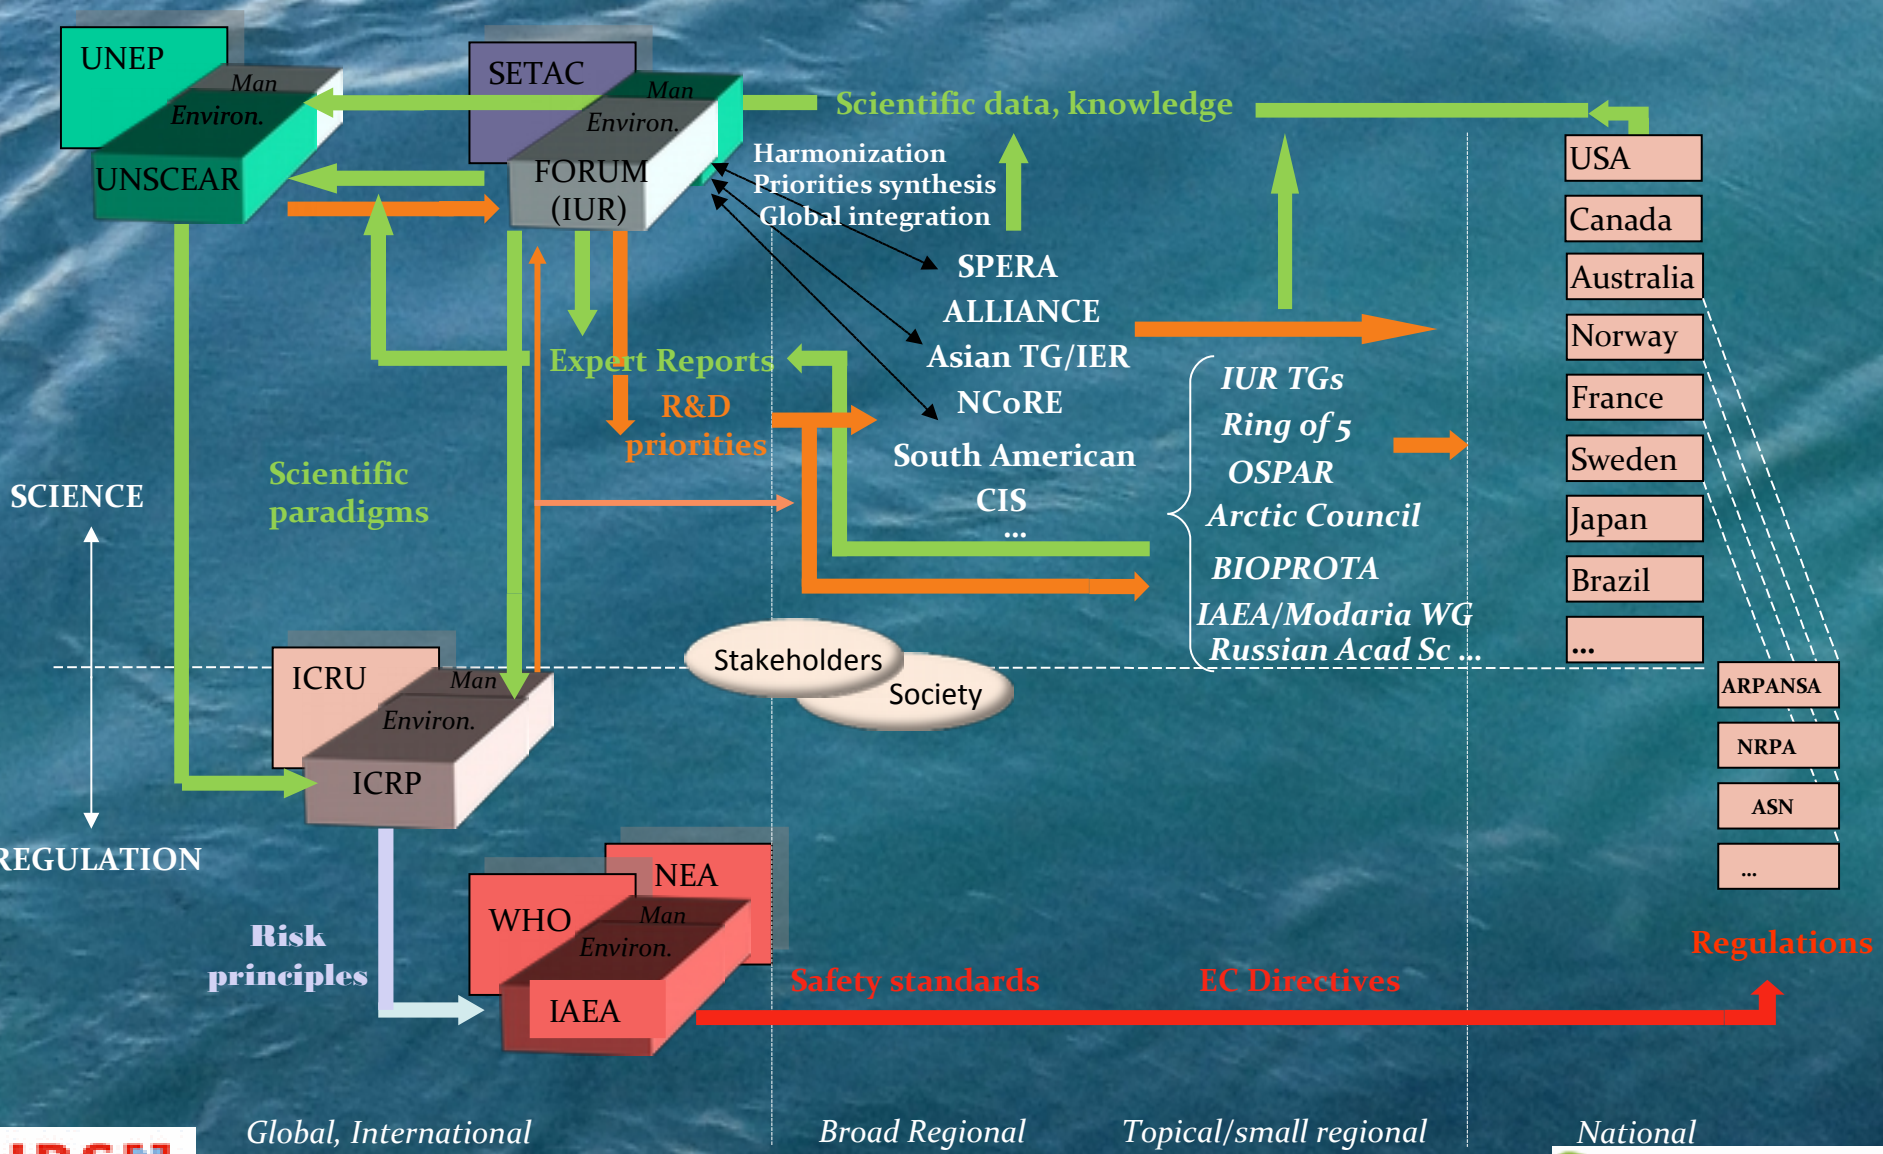 UNEP
Man
Environ.
UNSCEAR
SETAC
Man
Environ.
FORUM
(IUR)
Scientific data, knowledge
Harmonization
Priorities synthesis
Global integration
SPERA
ALLIANCE
Asian TG/IER
NCoRE
South American
CIS
...
Expert Reports
R&D
priorities
Scientific
paradigms
SCIENCE
REGULATION
IUR TGs
Ring of 5
OSPAR
Arctic Council
BIOPROTA
IAEA/Modaria WG
Russian Acad Sc ...
USA
Canada
Australia
Norway
France
Sweden
Japan
Brazil
...
Stakeholders
Society
ICRU
Man
Environ.
ICRP
ARPANSA
NRPA
ASN
...
Risk
principles
NEA
WHO
Man
Environ.
IAEA
Safety standards
EC Directives
Regulations
Global, International
Broad Regional
Topical/small regional
National